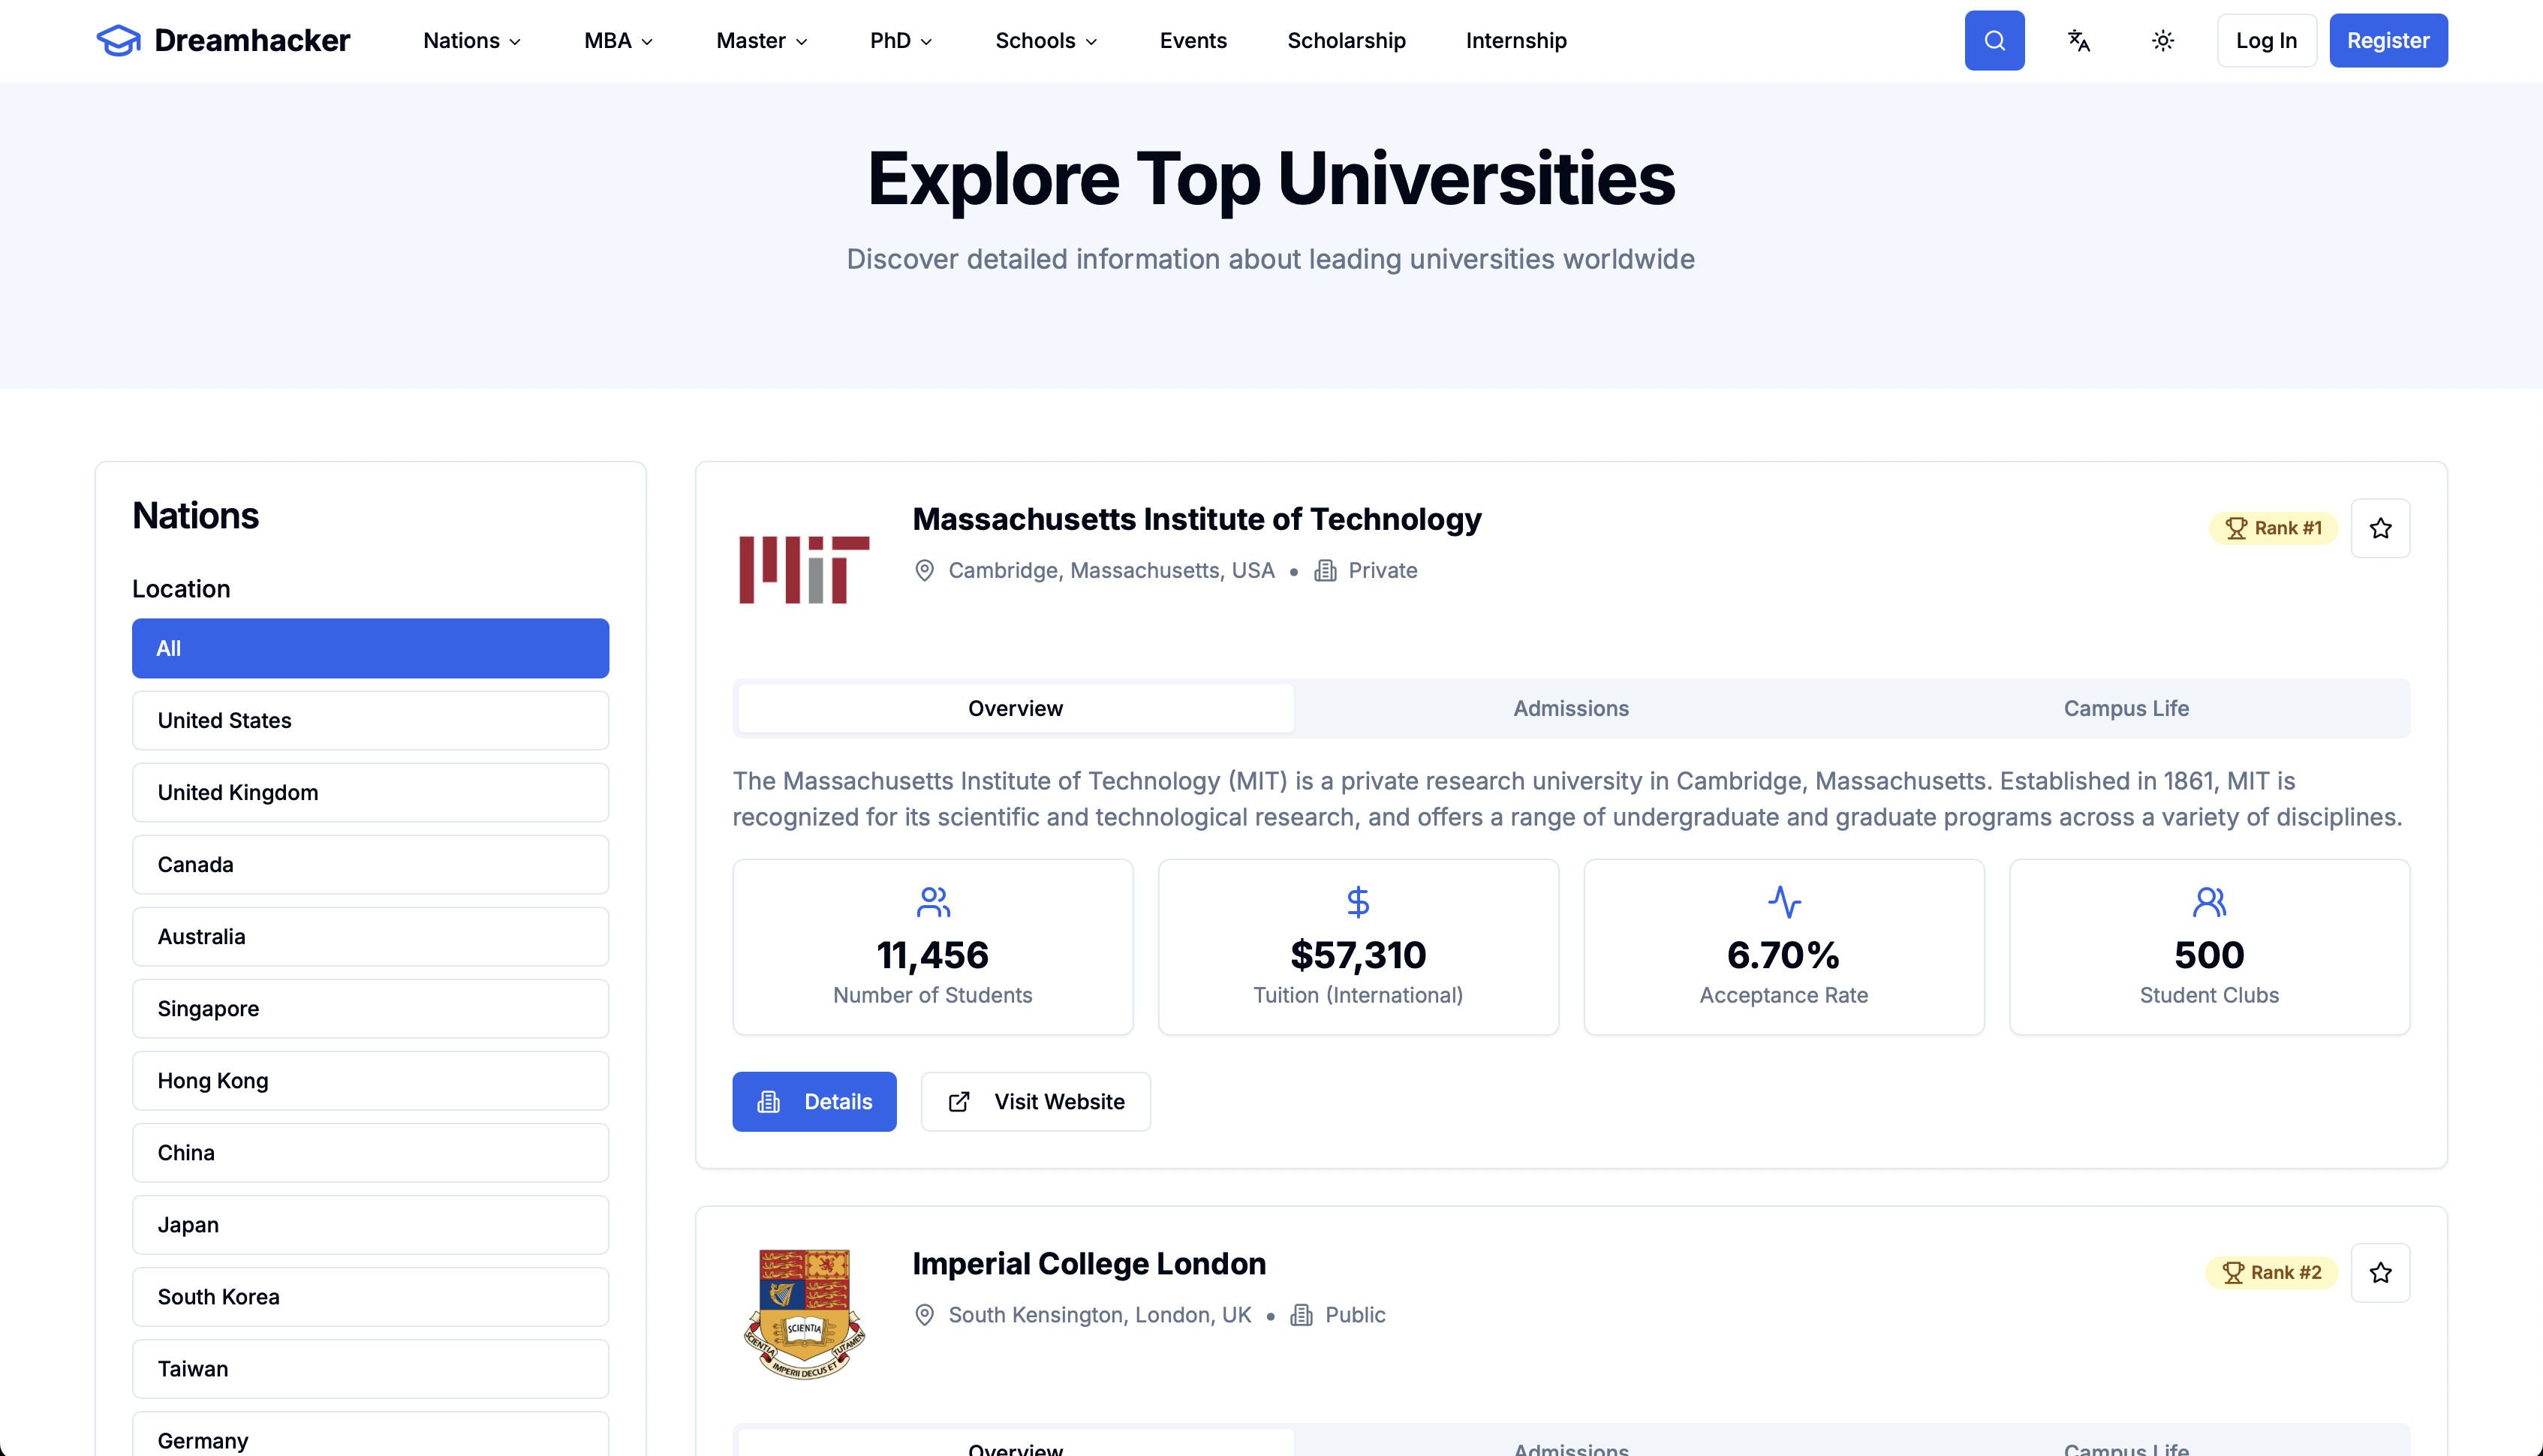 Dreamhacker
Nations
MBA
Master
PhD
Schools
Events
Scholarship
Internship
Log In
Register
Explore Top Universities
Discover detailed information about leading universities worldwide
Nations
Location
All
United States
United Kingdom
Canada
Australia
Singapore
Hong Kong
China
Japan
South Korea
Taiwan
Germany
MIT
Massachusetts Institute of Technology
Cambridge, Massachusetts, USA • Private
Rank #1
Overview
Admissions
Campus Life
The Massachusetts Institute of Technology (MIT) is a private research university in Cambridge, Massachusetts. Established in 1861, MIT is
recognized for its scientific and technological research, and offers a range of undergraduate and graduate programs across a variety of disciplines.
11,456
Number of Students
$57,310
Tuition (International)
6.70%
Acceptance Rate
500
Student Clubs
Details
Visit Website
SCIENTIA
SCIENTIA IMPERII DECUS ET TUTAMEN
Imperial College London
South Kensington, London, UK • Public
Rank #2
Overview
Admissions
Campus Life